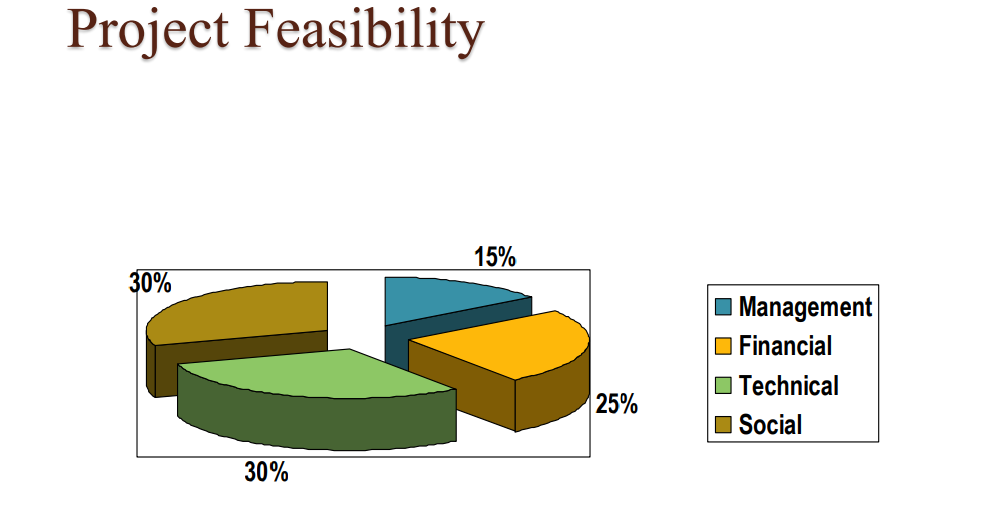 Project Feasibility
15%
30%
Management
Financial
Technical
Social
25%
30%